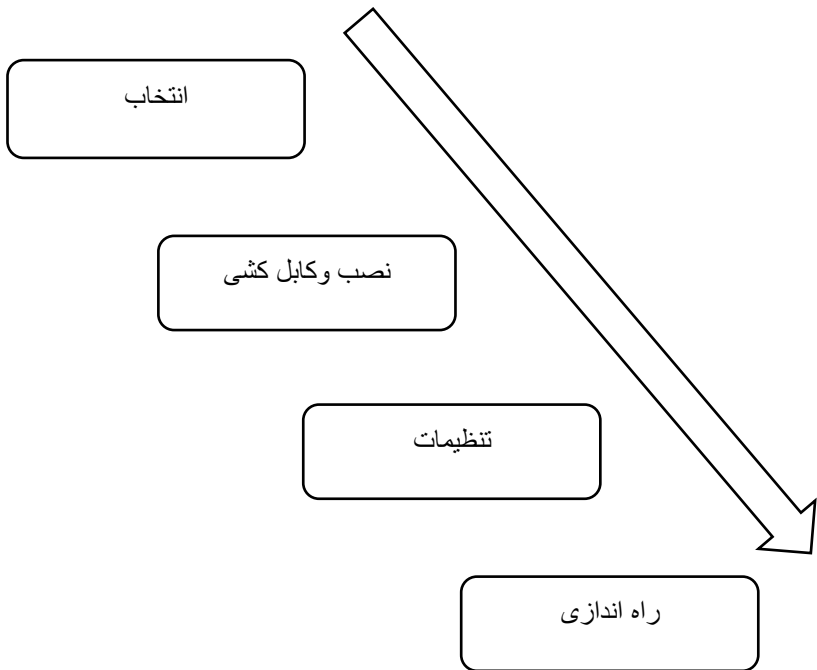 انتخاب
نصب وکابل کشی
تنظیمات
راه اندازی